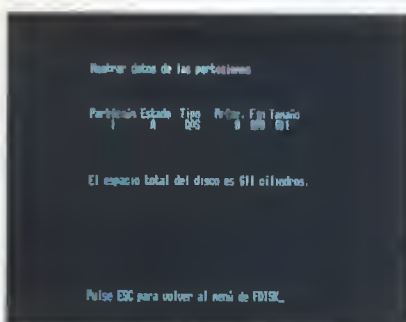 Mostrar datos de las particiones
Partición Estado Tipo Princ. Fin Tamaño
1 A DOS 0 610 611
El espacio total del disco es 611 cilindros.
Pulse ESC para volver al menú de FDISK_